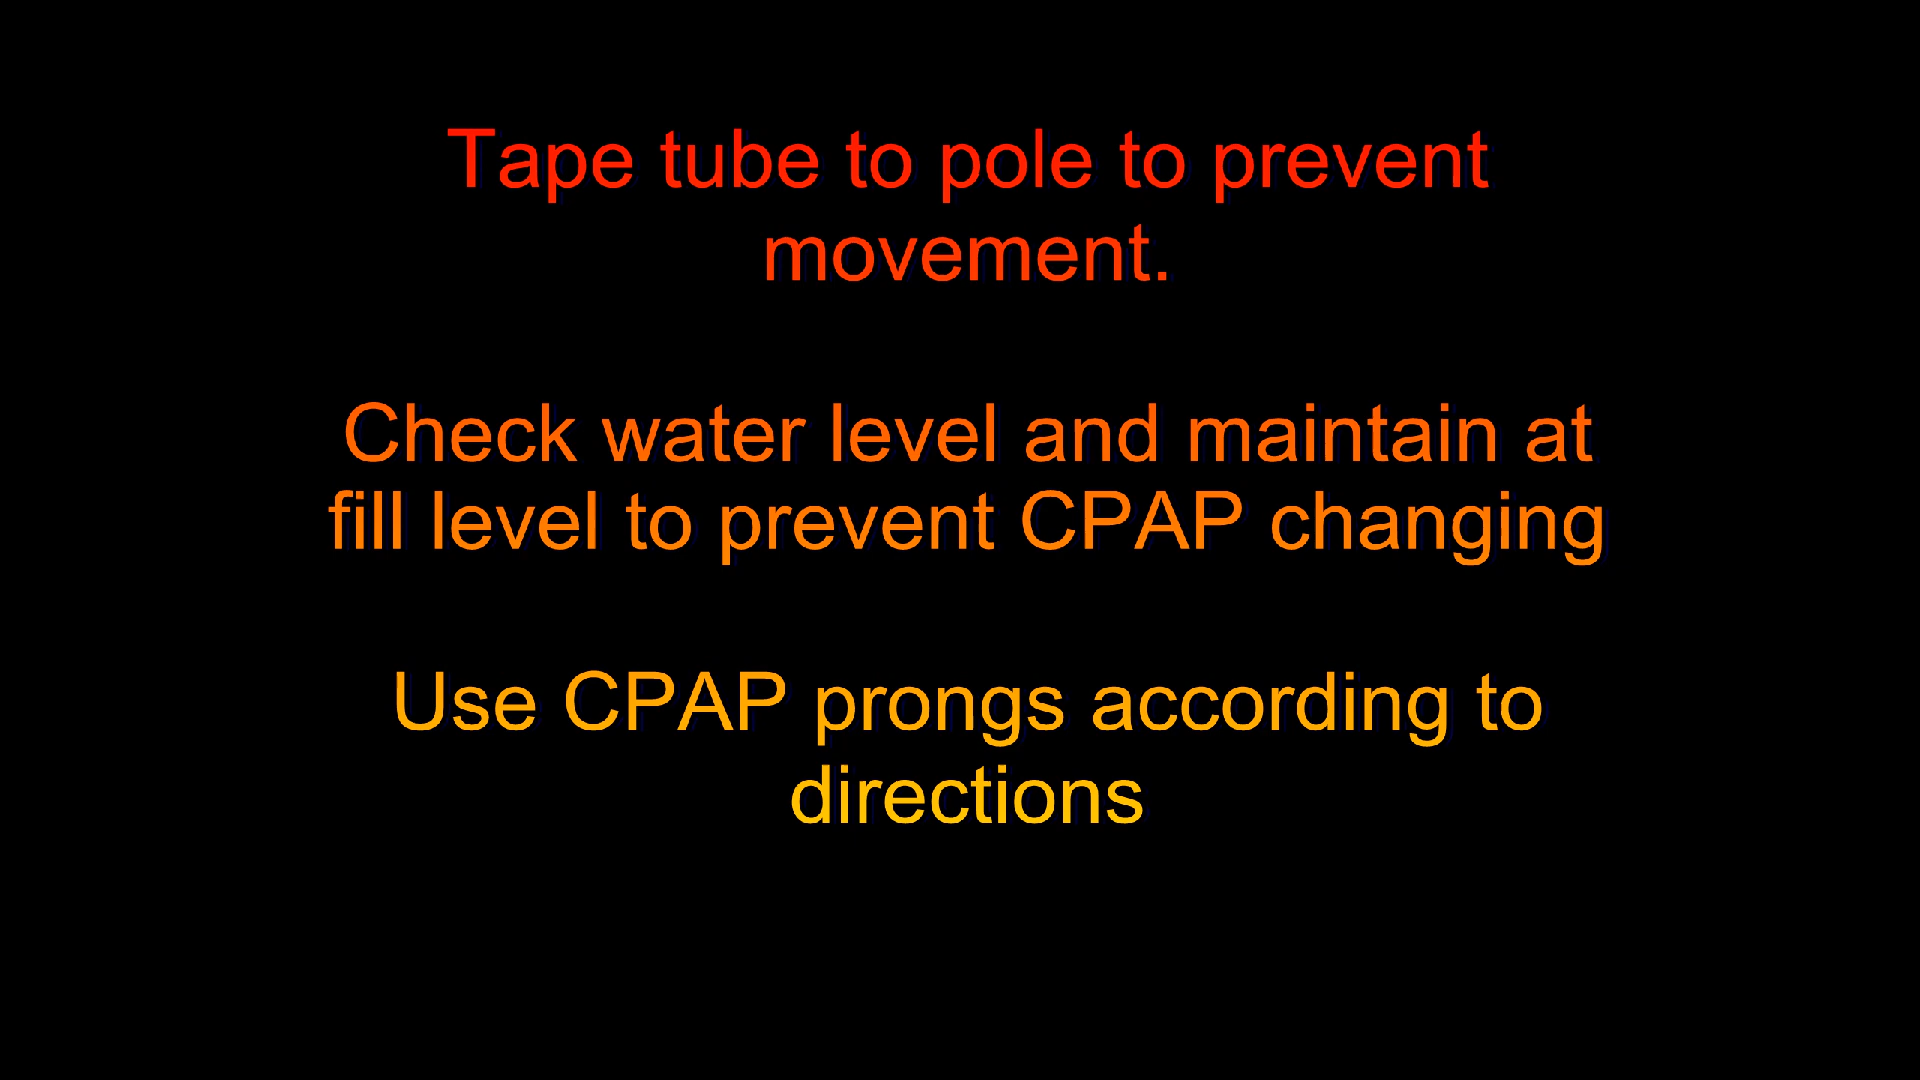 Tape tube to pole to prevent
movement.
Check water level and maintain at
fill level to prevent CPAP changing
Use CPAP prongs according to
directions